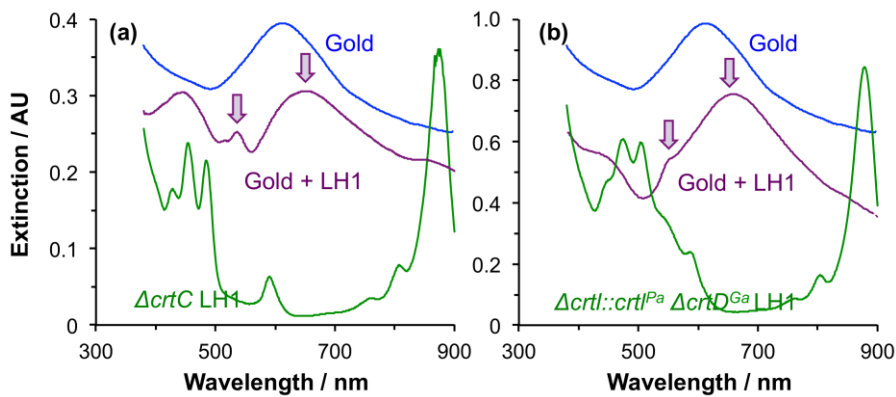 (a)
Gold
Gold + LH1
ΔcrtC LH1
Extinction / AU
0.4
0.3
0.2
0.1
0
300
500
700
900
Wavelength / nm
(b)
Gold
Gold + LH1
ΔcrtI::crtI^Pa ΔcrtD^Ga LH1
1.0
0.8
0.6
0.4
0.2
0
300
500
700
900
Wavelength / nm